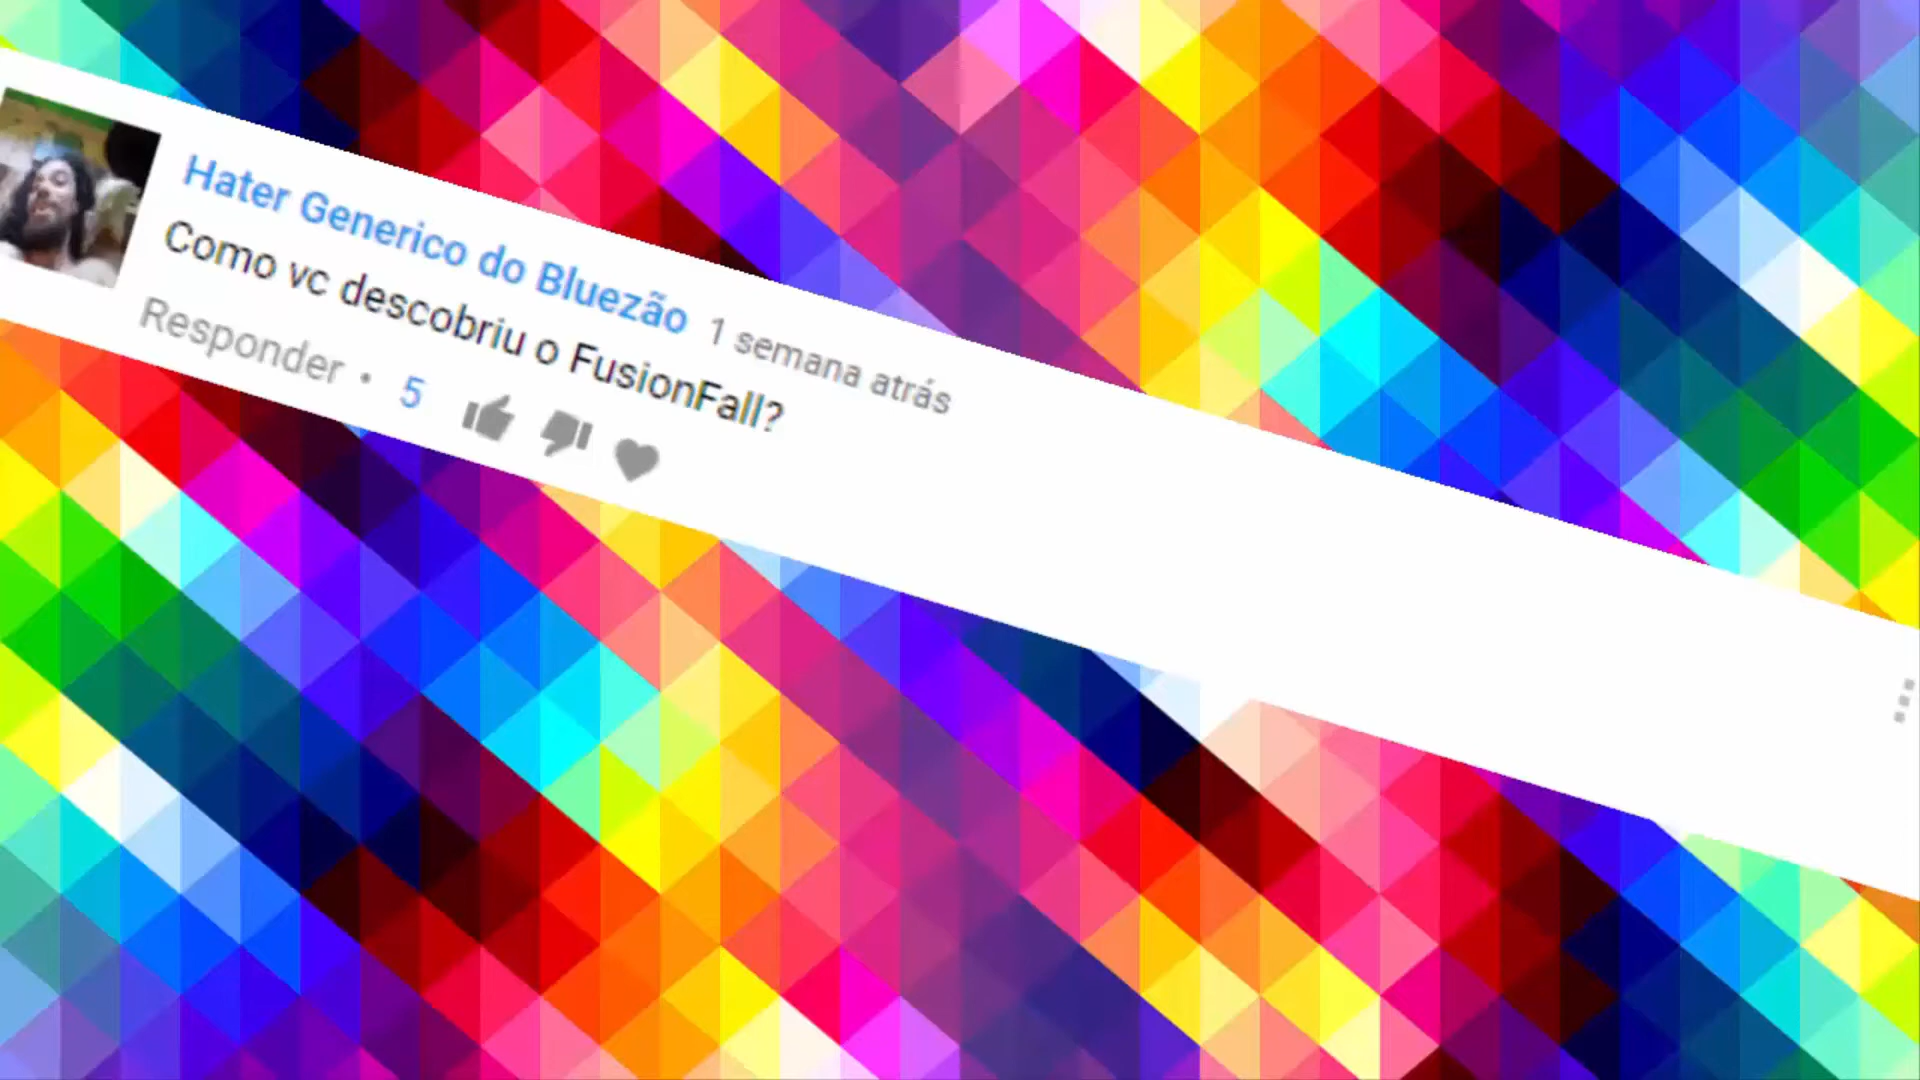 Hater Generico do Bluezão 1 semana atrás
Como vc descobriu o FusionFall?
Responder • 5